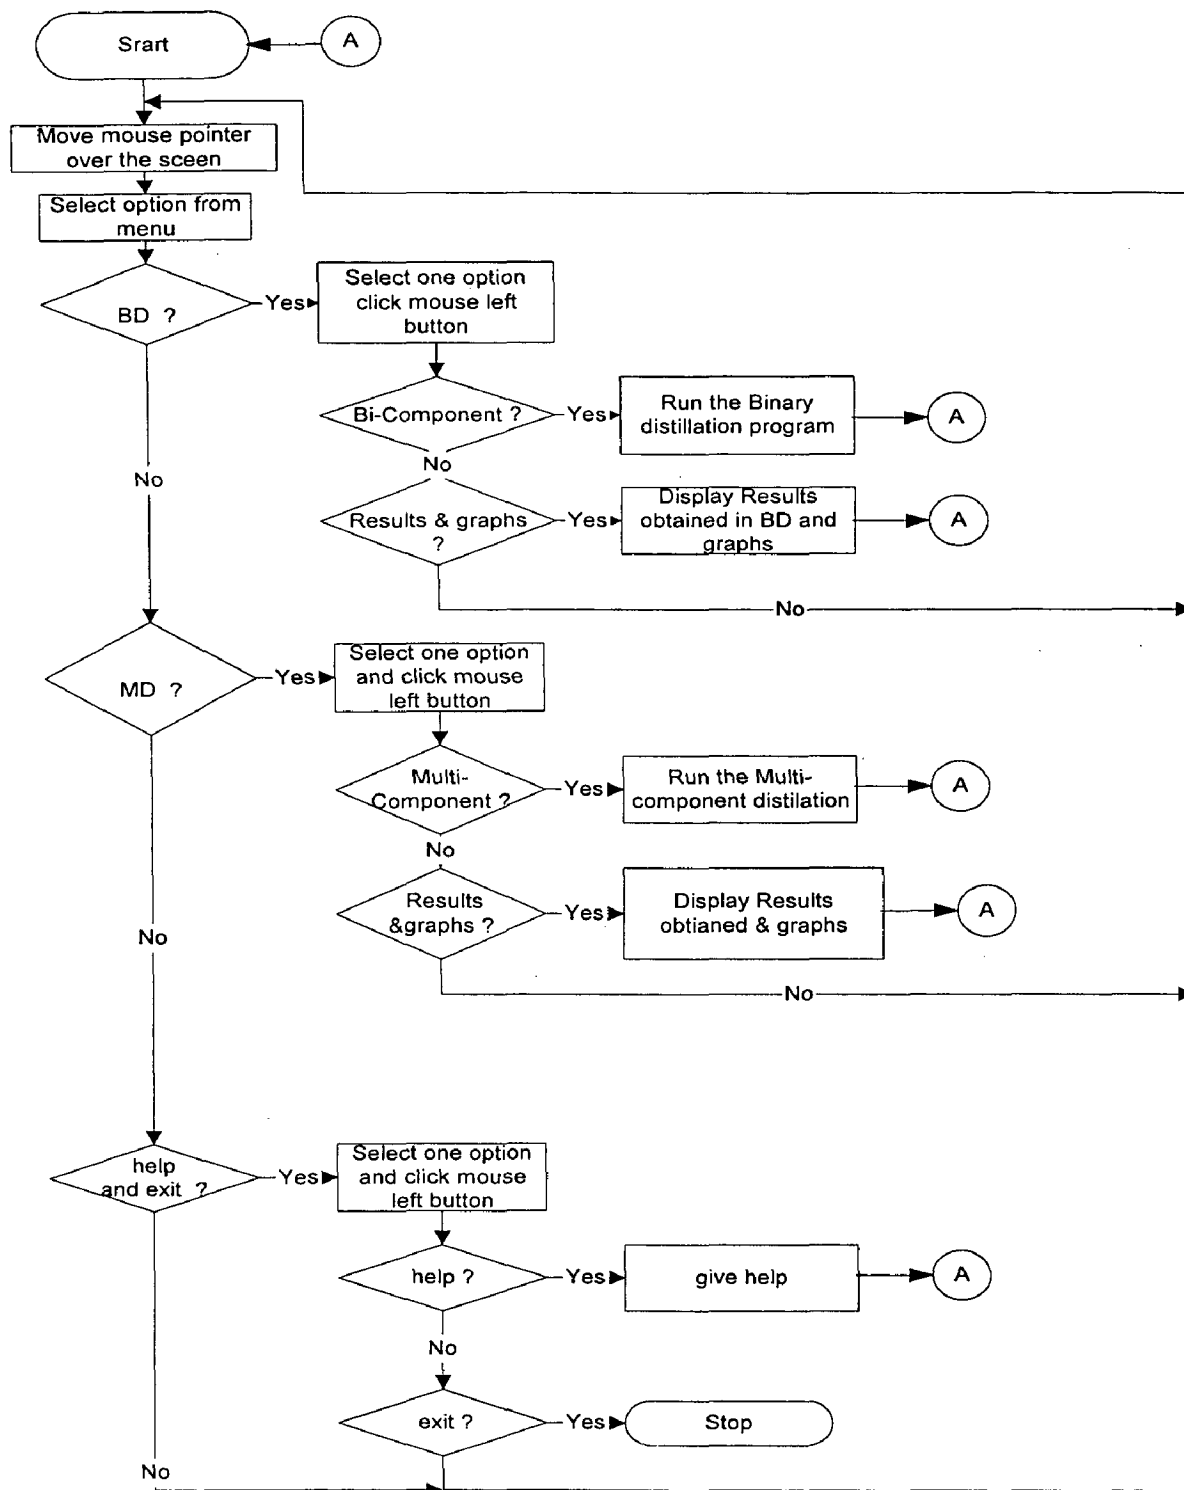 Srart
A
Move mouse pointer
over the sceen
Select option from
menu
BD ?
Yes
Select one option
click mouse left
button
Bi-Component ?
Yes
Run the Binary
distillation program
A
No
No
Results & graphs
?
Yes
Display Results
obtained in BD and
graphs
A
No
MD ?
Yes
Select one option
and click mouse
left button
Multi-
Component ?
Yes
Run the Multi-
component distilation
A
No
No
Results
&graphs ?
Yes
Display Results
obtianed & graphs
A
No
help
and exit ?
Yes
Select one option
and click mouse
left button
help ?
Yes
give help
A
No
exit ?
Yes
Stop
No